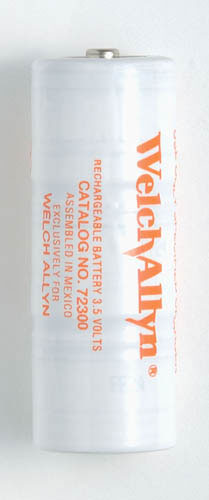 WelchAllyn®
RECHARGEABLE BATTERY 3.5 VOLTS
CATALOG NO. 72300
ASSEMBLED IN MEXICO
EXCLUSIVELY FOR
WELCH ALLYN